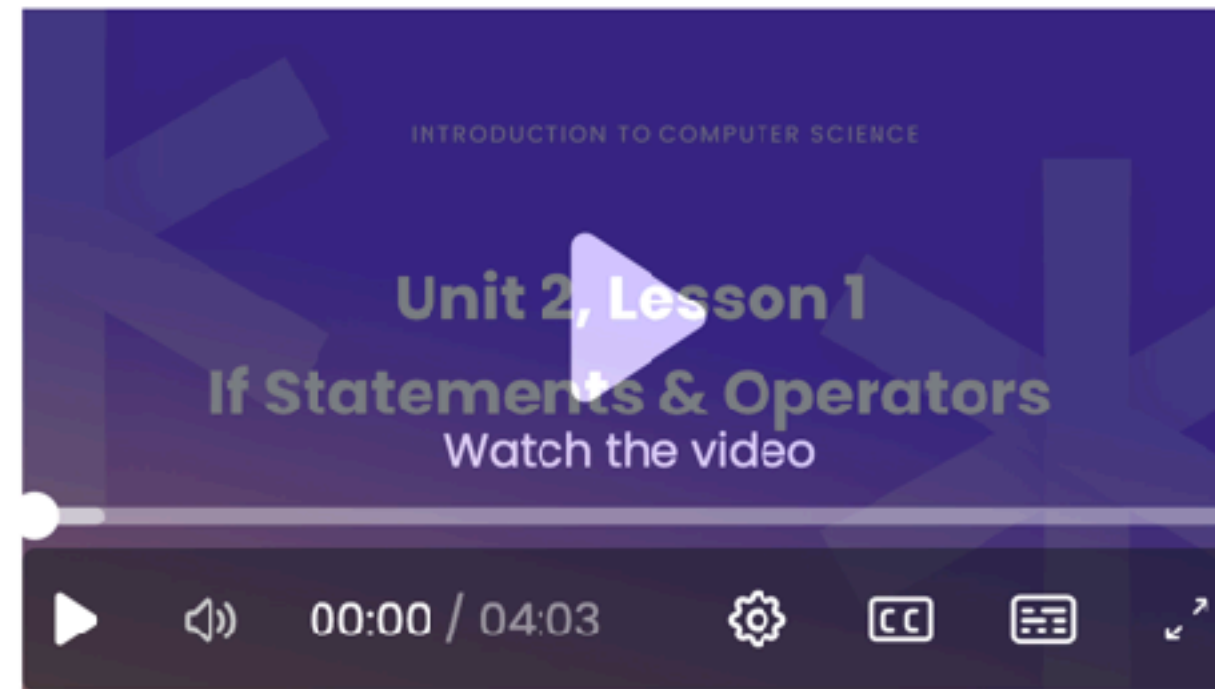 INTRODUCTION TO COMPUTER SCIENCE
Unit 2, Lesson 1
If Statements & Operators
Watch the video
00:00 / 04:03
CC